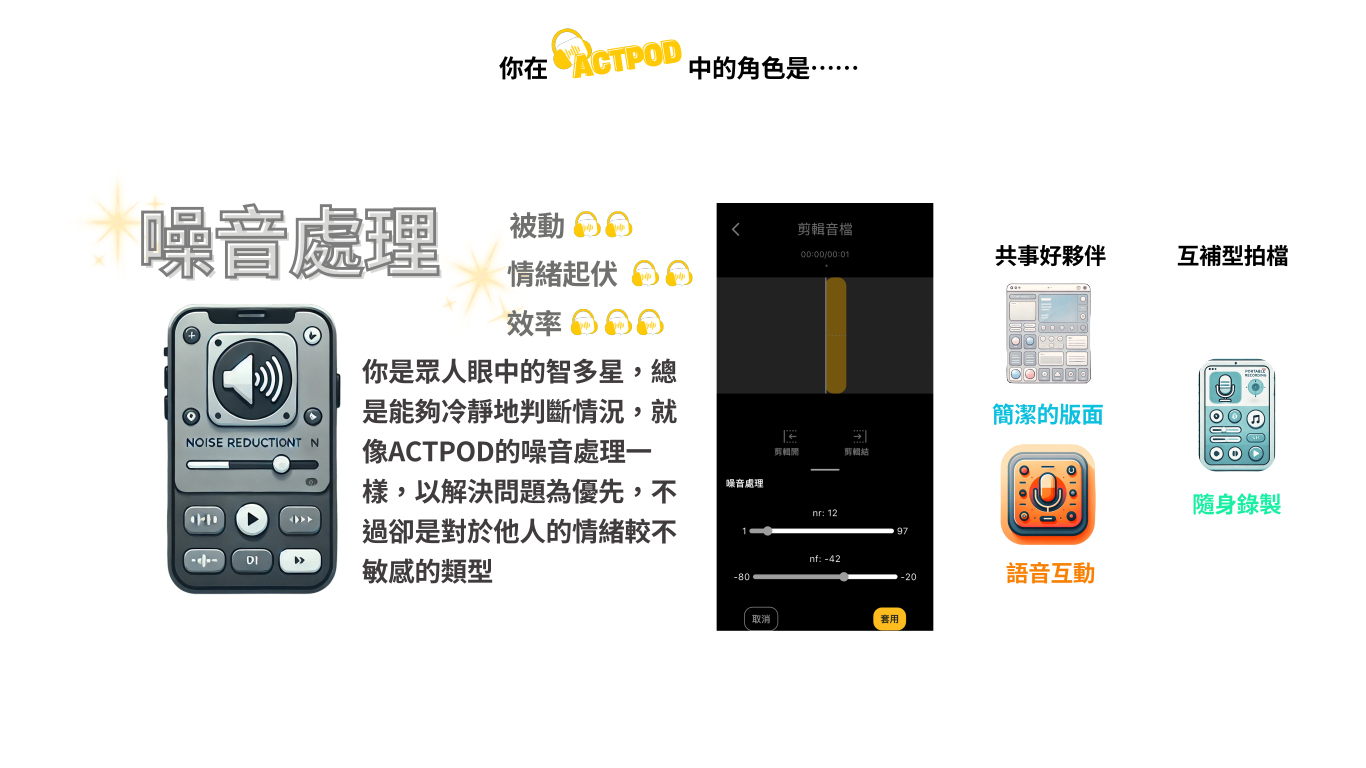 你在 ACTPOD 中的角色是……
噪音處理
被動
情緒起伏
效率
你是眾人眼中的智多星，總
是能夠冷靜地判斷情況，就
像ACTPOD的噪音處理一
樣，以解決問題為優先，不
過卻是對於他人的情緒較不
敏感的類型
NOISE REDUCTIONT N
DI
剪輯音檔
00:00/00:01
剪輯開
剪輯結
噪音處理
nr: 12
1
97
nf: -42
-80
-20
取消
套用
共事好夥伴
簡潔的版面
語音互動
互補型拍檔
PORTABLE
RECORDING
隨身錄製